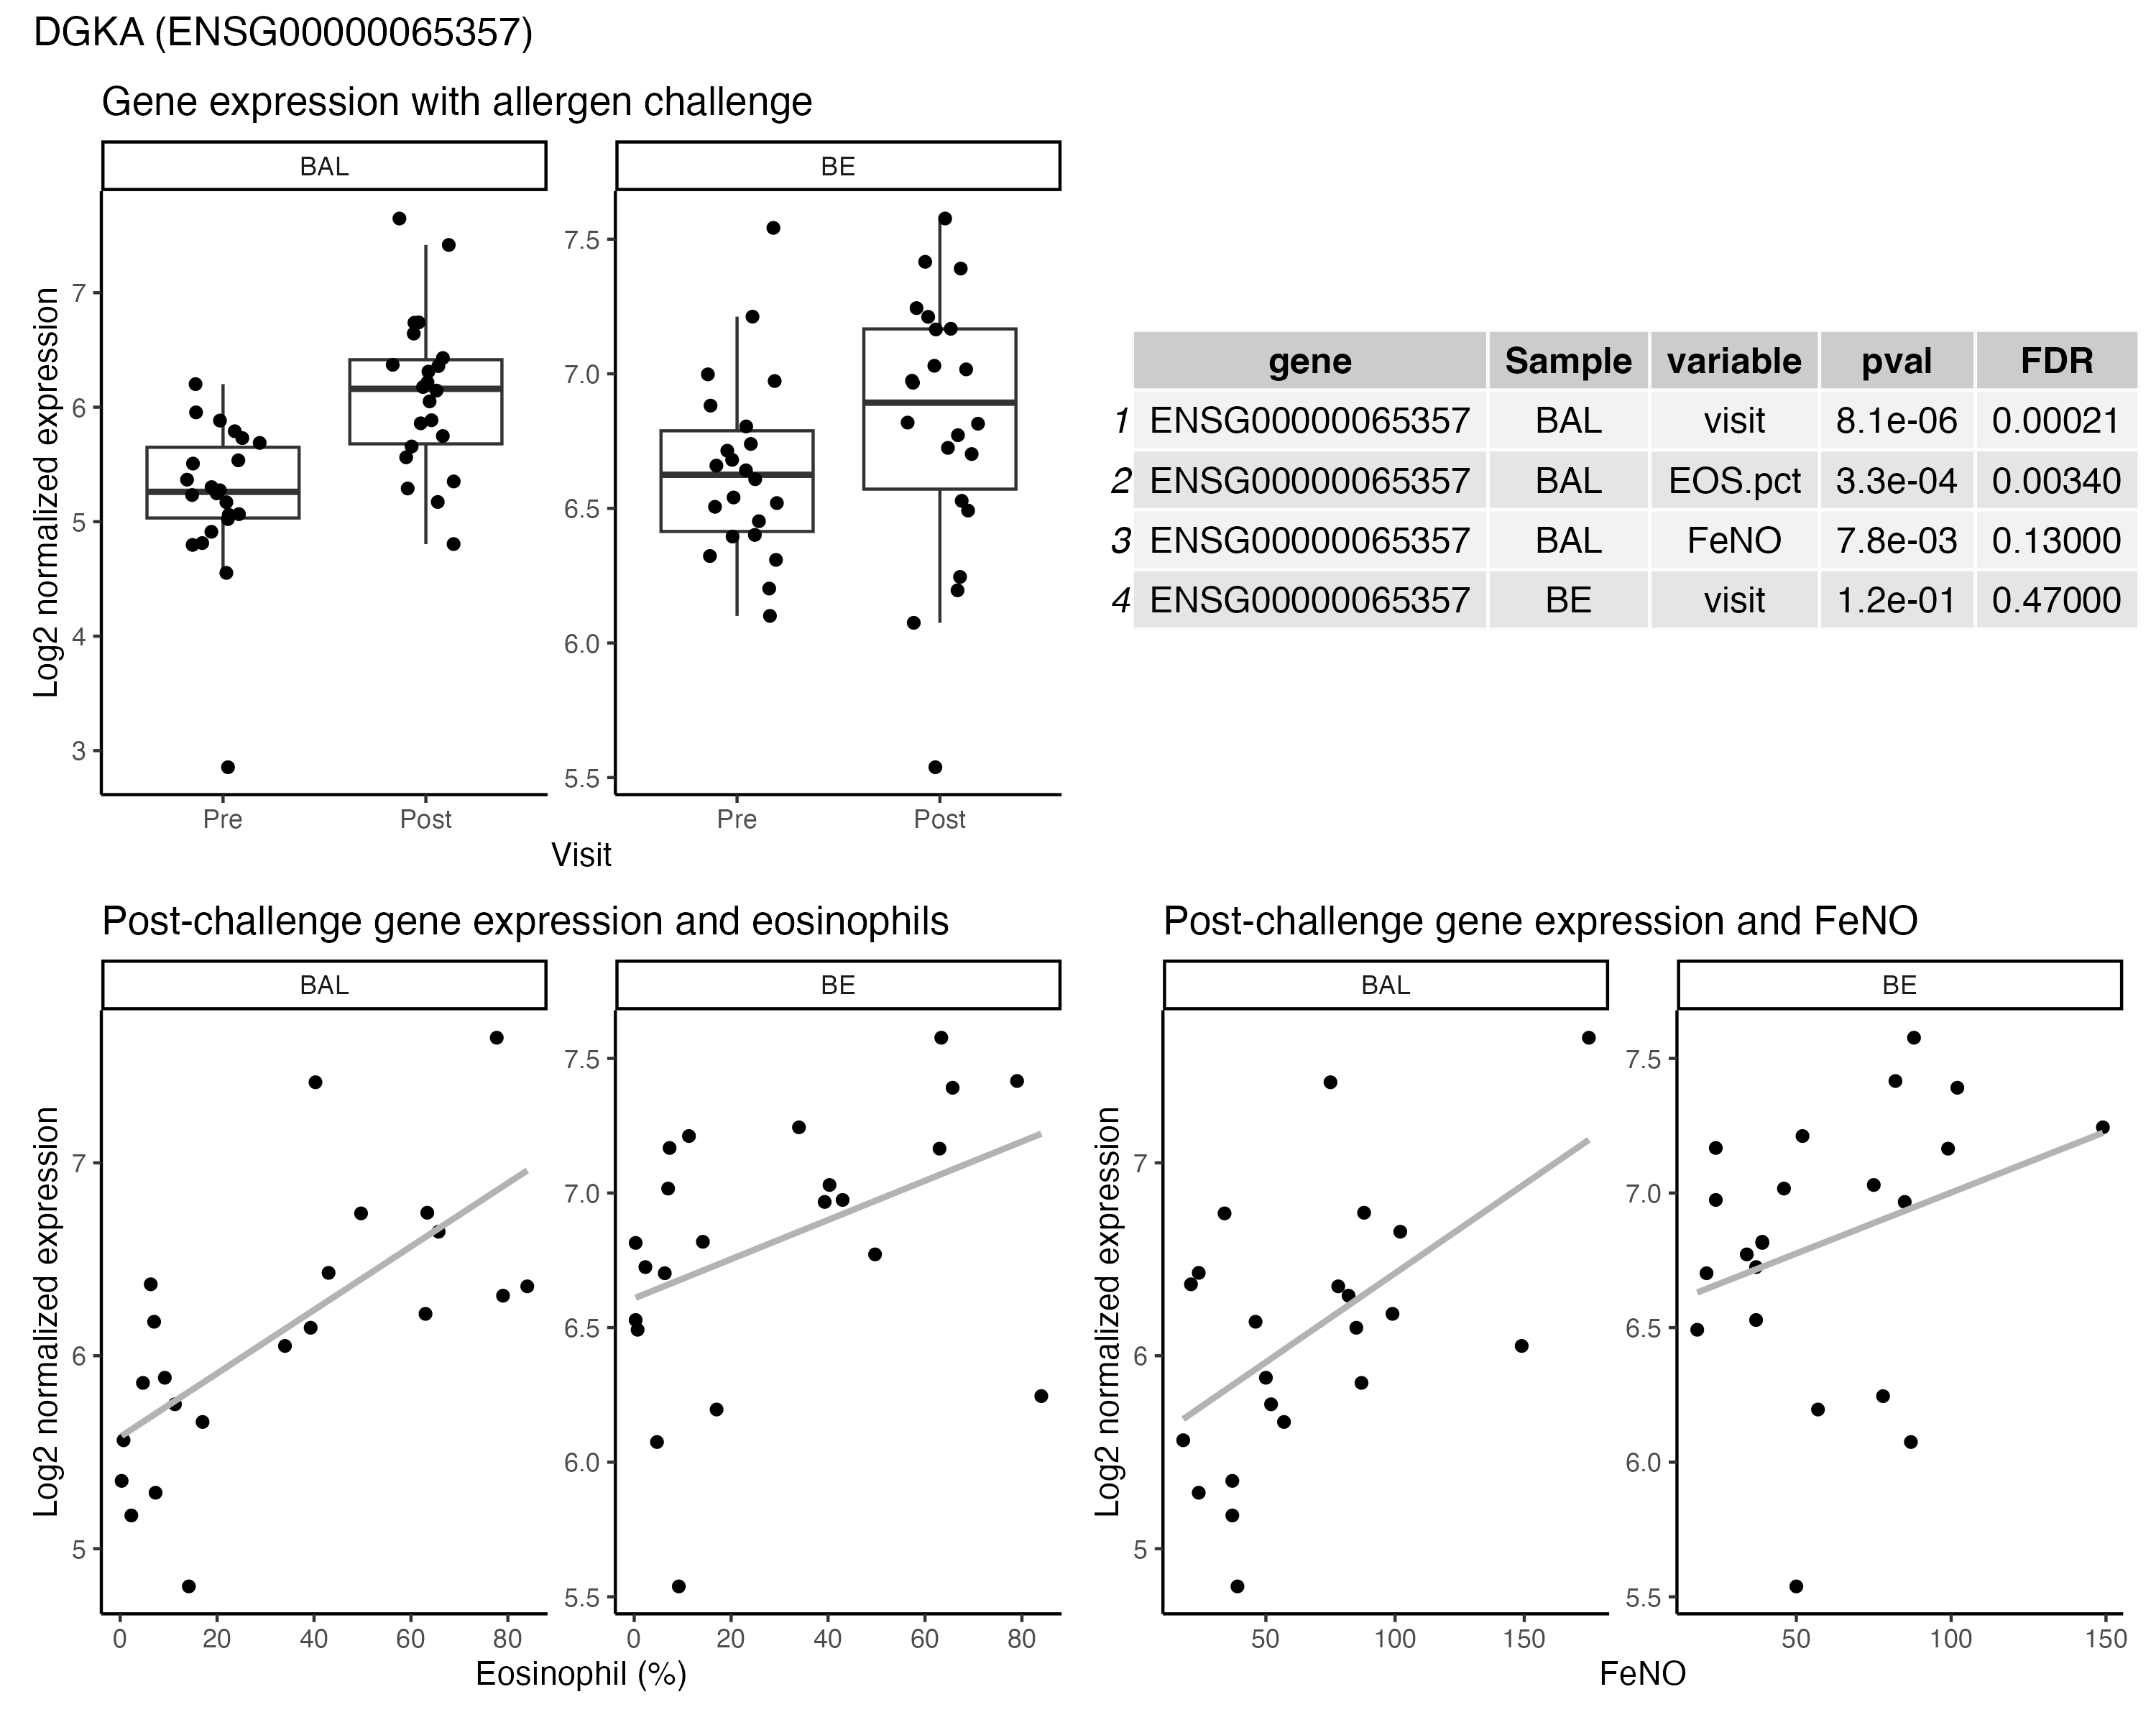 DGKA (ENSG00000065357)
Gene expression with allergen challenge
BAL BE
Log2 normalized expression
7
6
5
4
3
7.5
7.0
6.5
6.0
5.5
Pre Post Pre Post
Visit
gene Sample variable pval FDR
1 ENSG00000065357 BAL visit 8.1e-06 0.00021
2 ENSG00000065357 BAL EOS.pct 3.3e-04 0.00340
3 ENSG00000065357 BAL FeNO 7.8e-03 0.13000
4 ENSG00000065357 BE visit 1.2e-01 0.47000
Post-challenge gene expression and eosinophils
BAL BE
Log2 normalized expression
7
6
5
7.5
7.0
6.5
6.0
5.5
0 20 40 60 80 0 20 40 60 80
Eosinophil (%)
Post-challenge gene expression and FeNO
BAL BE
Log2 normalized expression
7
6
5
7.5
7.0
6.5
6.0
5.5
50 100 150 50 100 150
FeNO